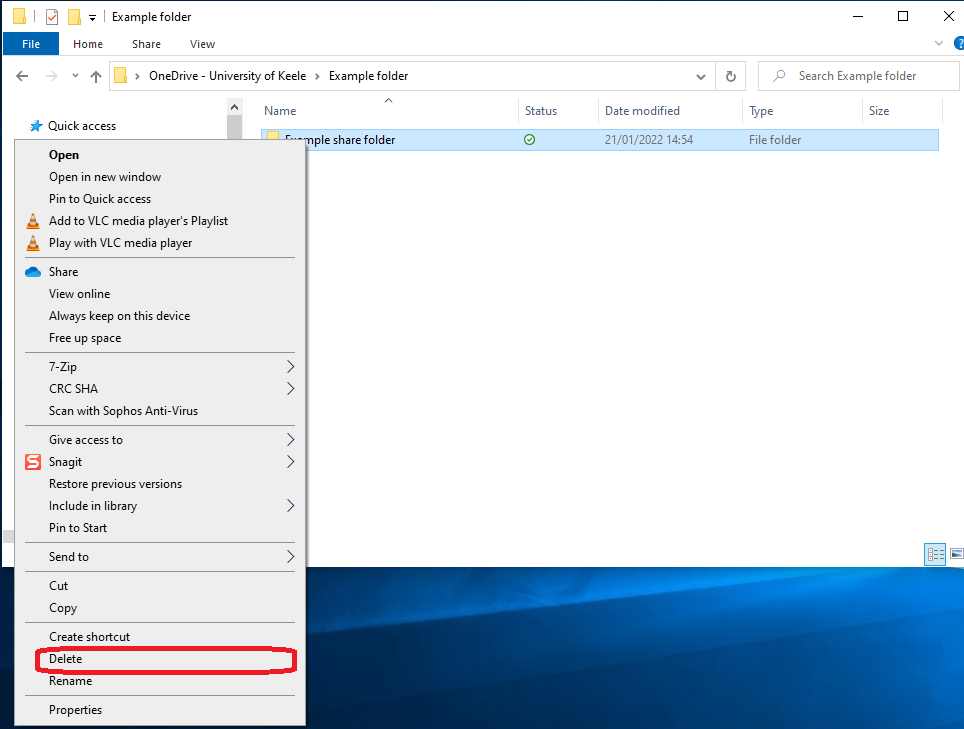 Example folder
File Home Share View
OneDrive - University of Keele Example folder Search Example folder
Name Status Date modified Type Size
Quick access
Example share folder 21/01/2022 14:54 File folder
Open
Open in new window
Pin to Quick access
Add to VLC media player's Playlist
Play with VLC media player
Share
View online
Always keep on this device
Free up space
7-Zip
CRC SHA
Scan with Sophos Anti-Virus
Give access to
S Snagit
Restore previous versions
Include in library
Pin to Start
Send to
Cut
Copy
Create shortcut
Delete
Rename
Properties